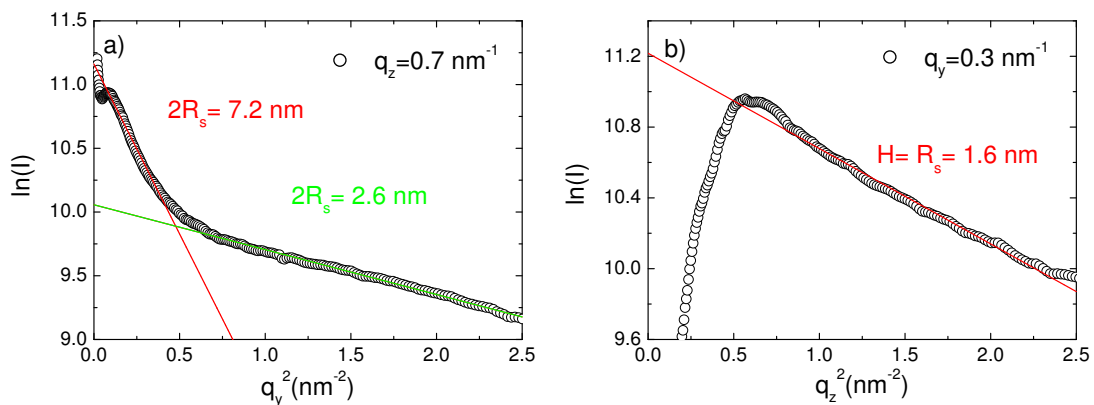 a)
q_z=0.7 nm^-1
2R_s= 7.2 nm
2R_s= 2.6 nm
ln(I)
11.5
11.0
10.5
10.0
9.5
9.0
0.0 0.5 1.0 1.5 2.0 2.5
q_y^2(nm^-2)
b)
q_y=0.3 nm^-1
H= R_s= 1.6 nm
ln(I)
11.2
10.8
10.4
10.0
9.6
0.0 0.5 1.0 1.5 2.0 2.5
q_z^2(nm^-2)